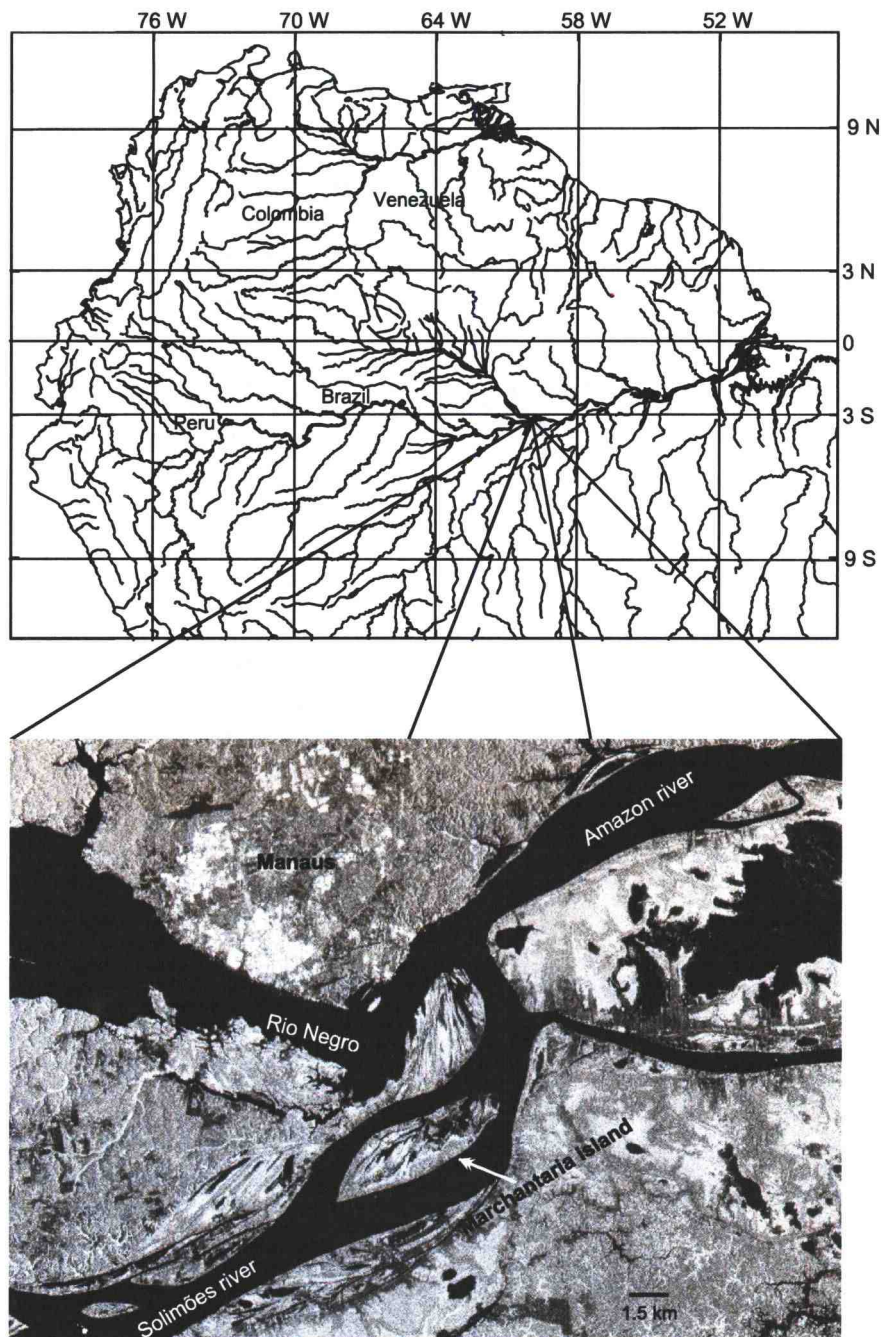 76 W 70 W 64 W 58 W 52 W
9 N
Colombia
Venezuela
3 N
0
Brazil
Peru
3 S
9 S
Amazon river
Manaus
Rio Negro
Marchantaria Island
Solimões river
1.5 km